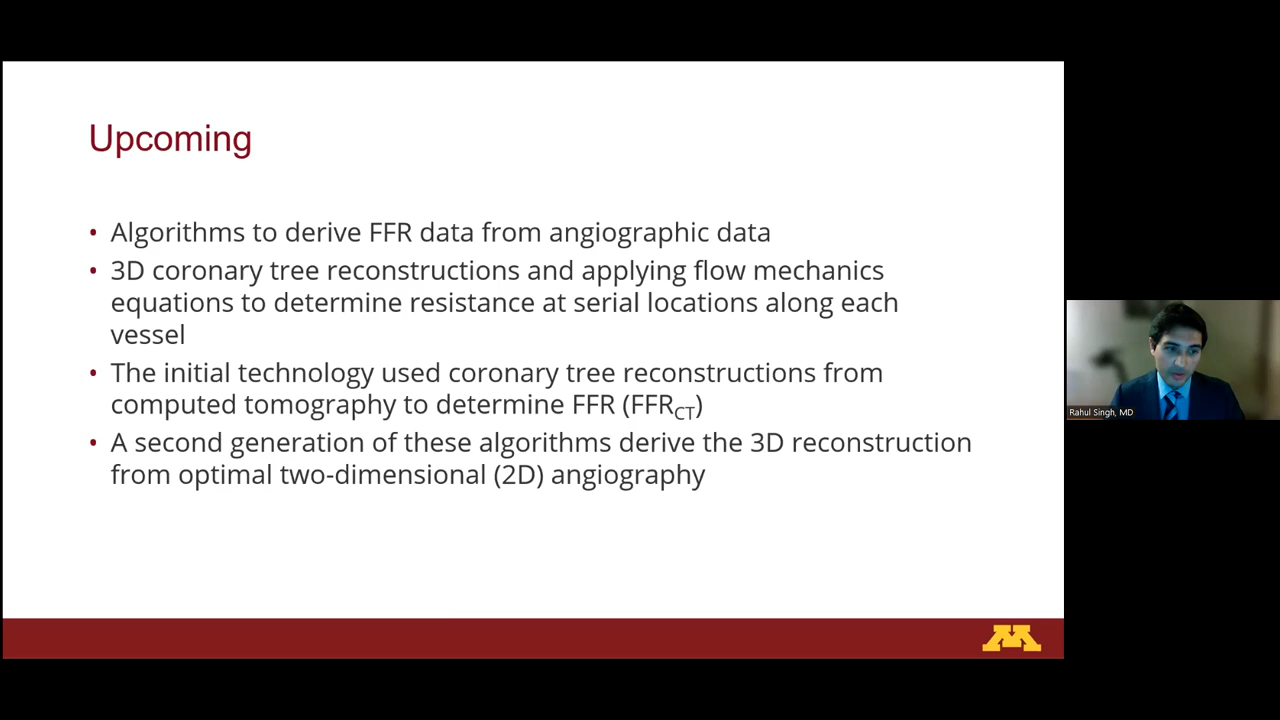 Upcoming
• Algorithms to derive FFR data from angiographic data
• 3D coronary tree reconstructions and applying flow mechanics
equations to determine resistance at serial locations along each
vessel
• The initial technology used coronary tree reconstructions from
computed tomography to determine FFR (FFRCT)
• A second generation of these algorithms derive the 3D reconstruction
from optimal two-dimensional (2D) angiography
M
Rahul Singh, MD